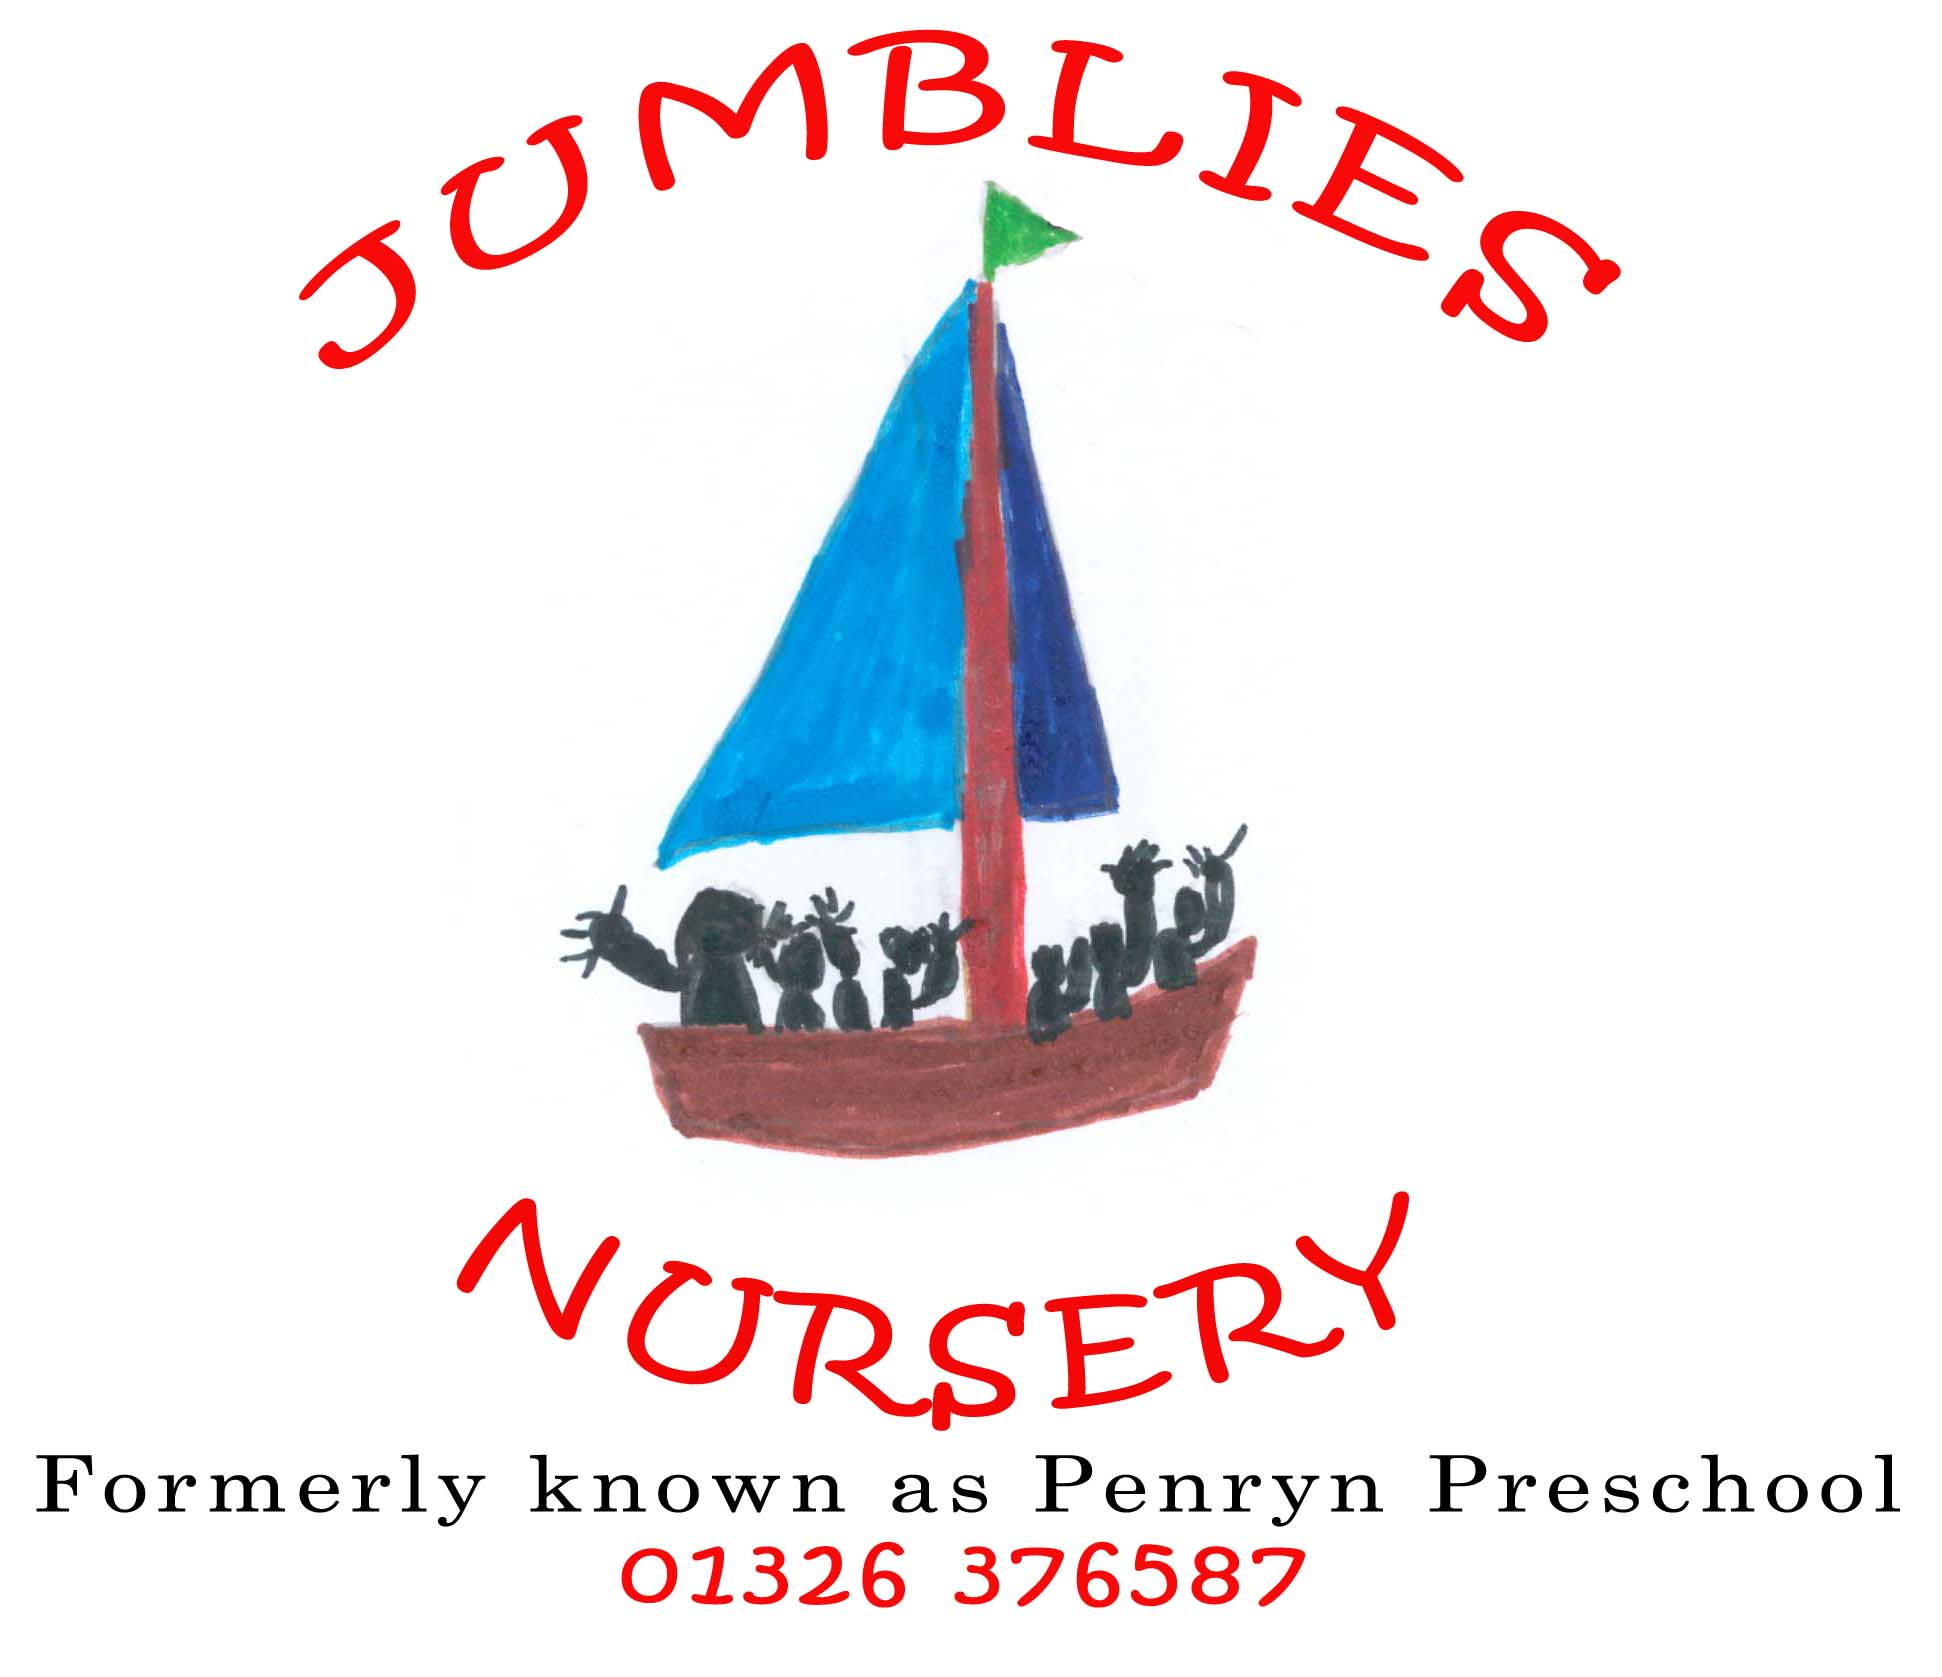 JUMBLIES
NURSERY
Formerly known as Penryn Preschool
01326 376587